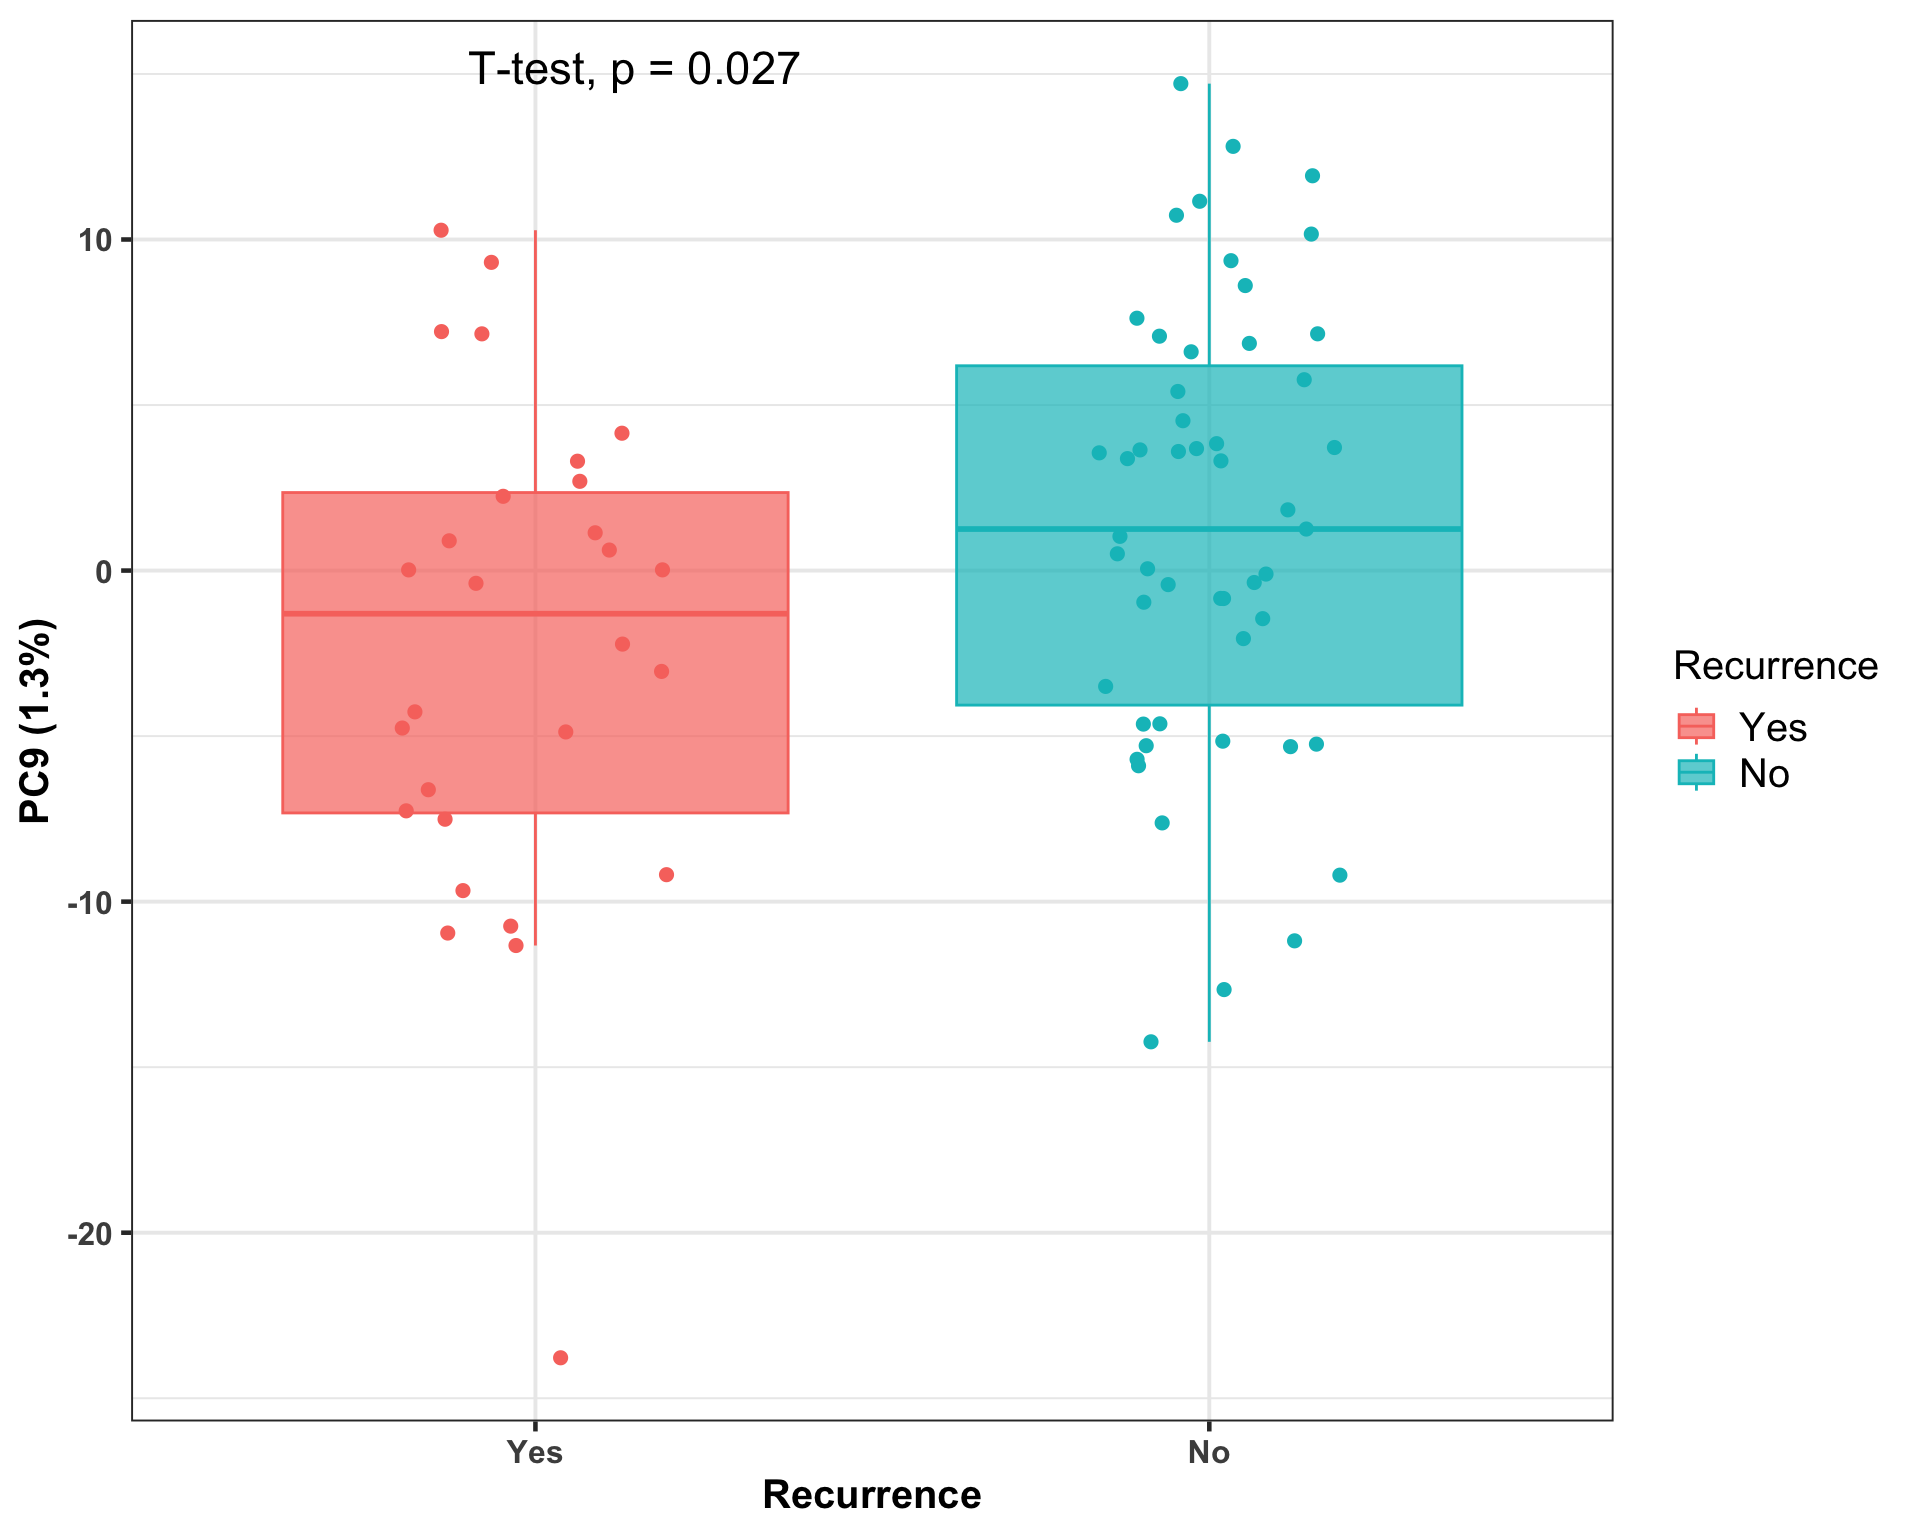 T-test, p = 0.027
10
0
-10
-20
PC9 (1.3%)
Yes
No
Recurrence
Recurrence
Yes
No